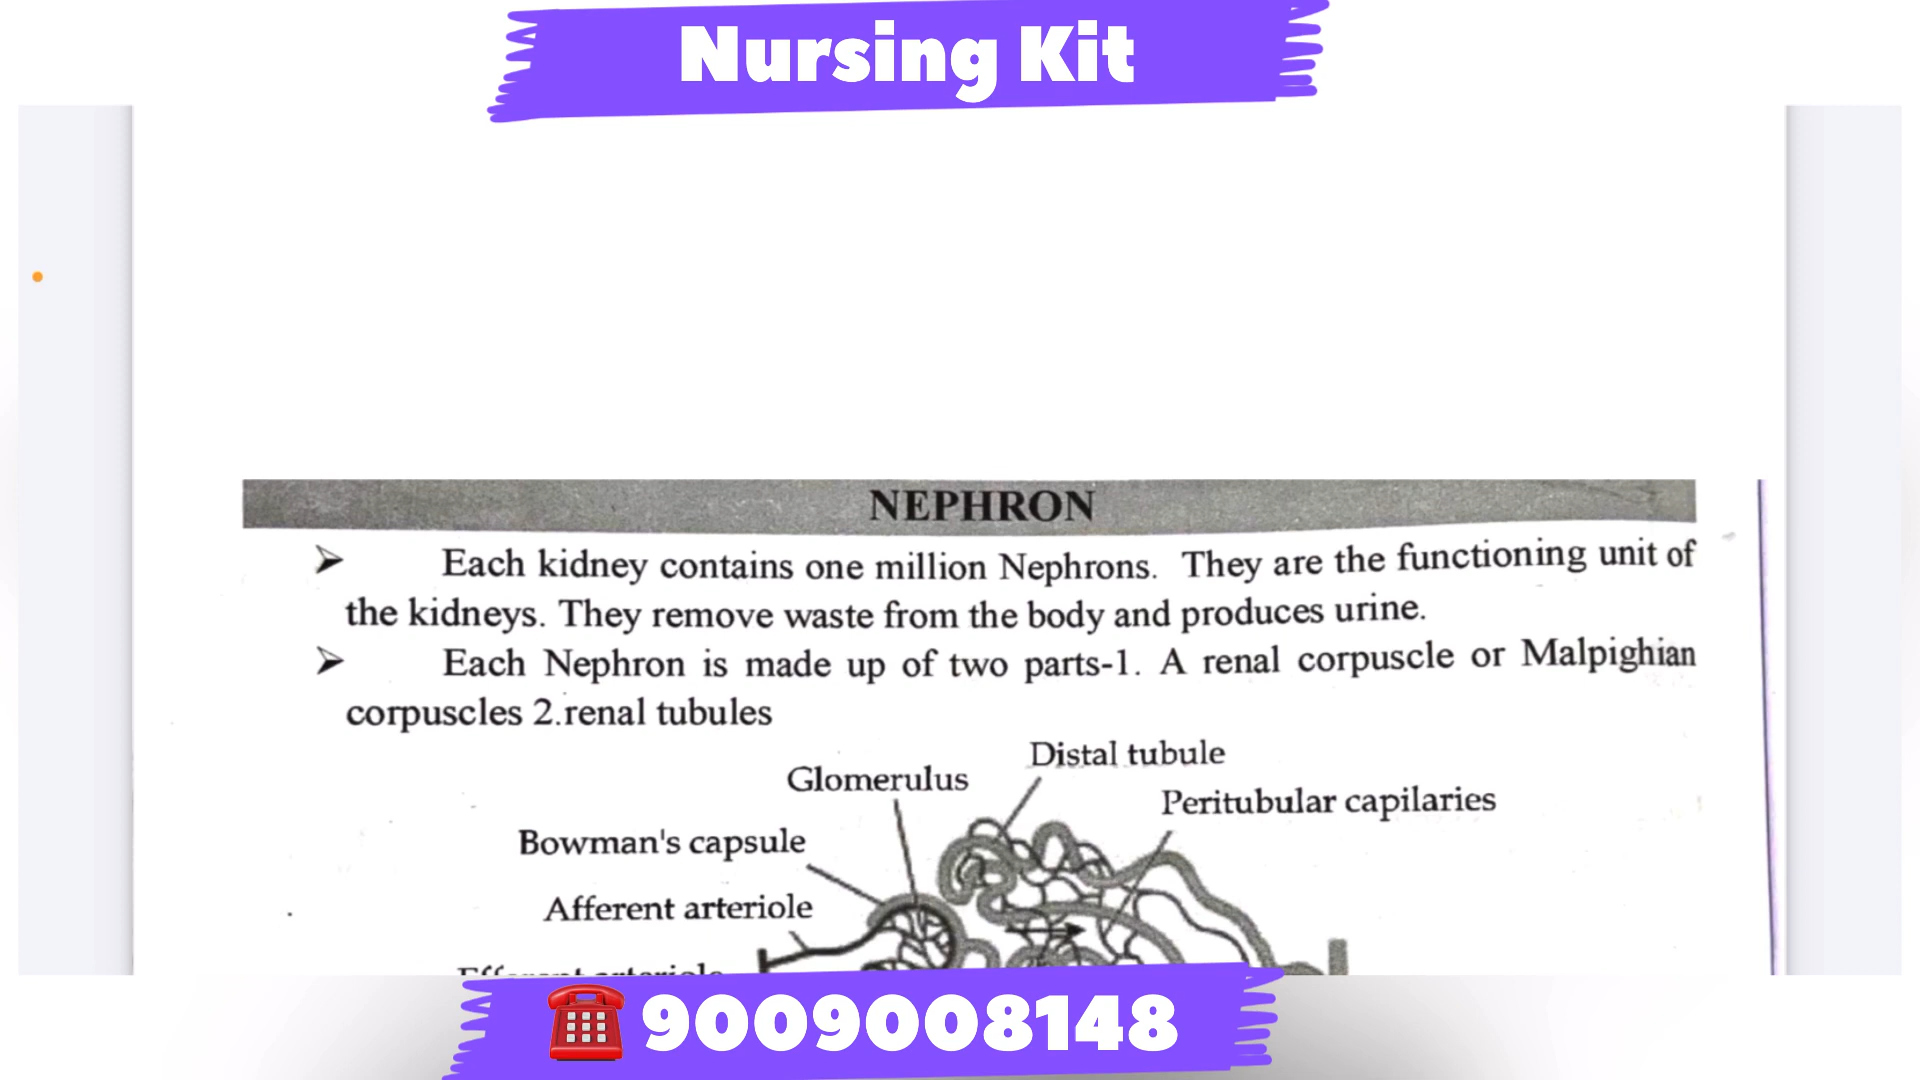 Nursing Kit
NEPHRON
➢ Each kidney contains one million Nephrons. They are the functioning unit of
the kidneys. They remove waste from the body and produces urine.
➢ Each Nephron is made up of two parts-1. A renal corpuscle or Malpighian
corpuscles 2.renal tubules
Distal tubule
Glomerulus
Peritubular capilaries
Bowman's capsule
Afferent arteriole
9009008148